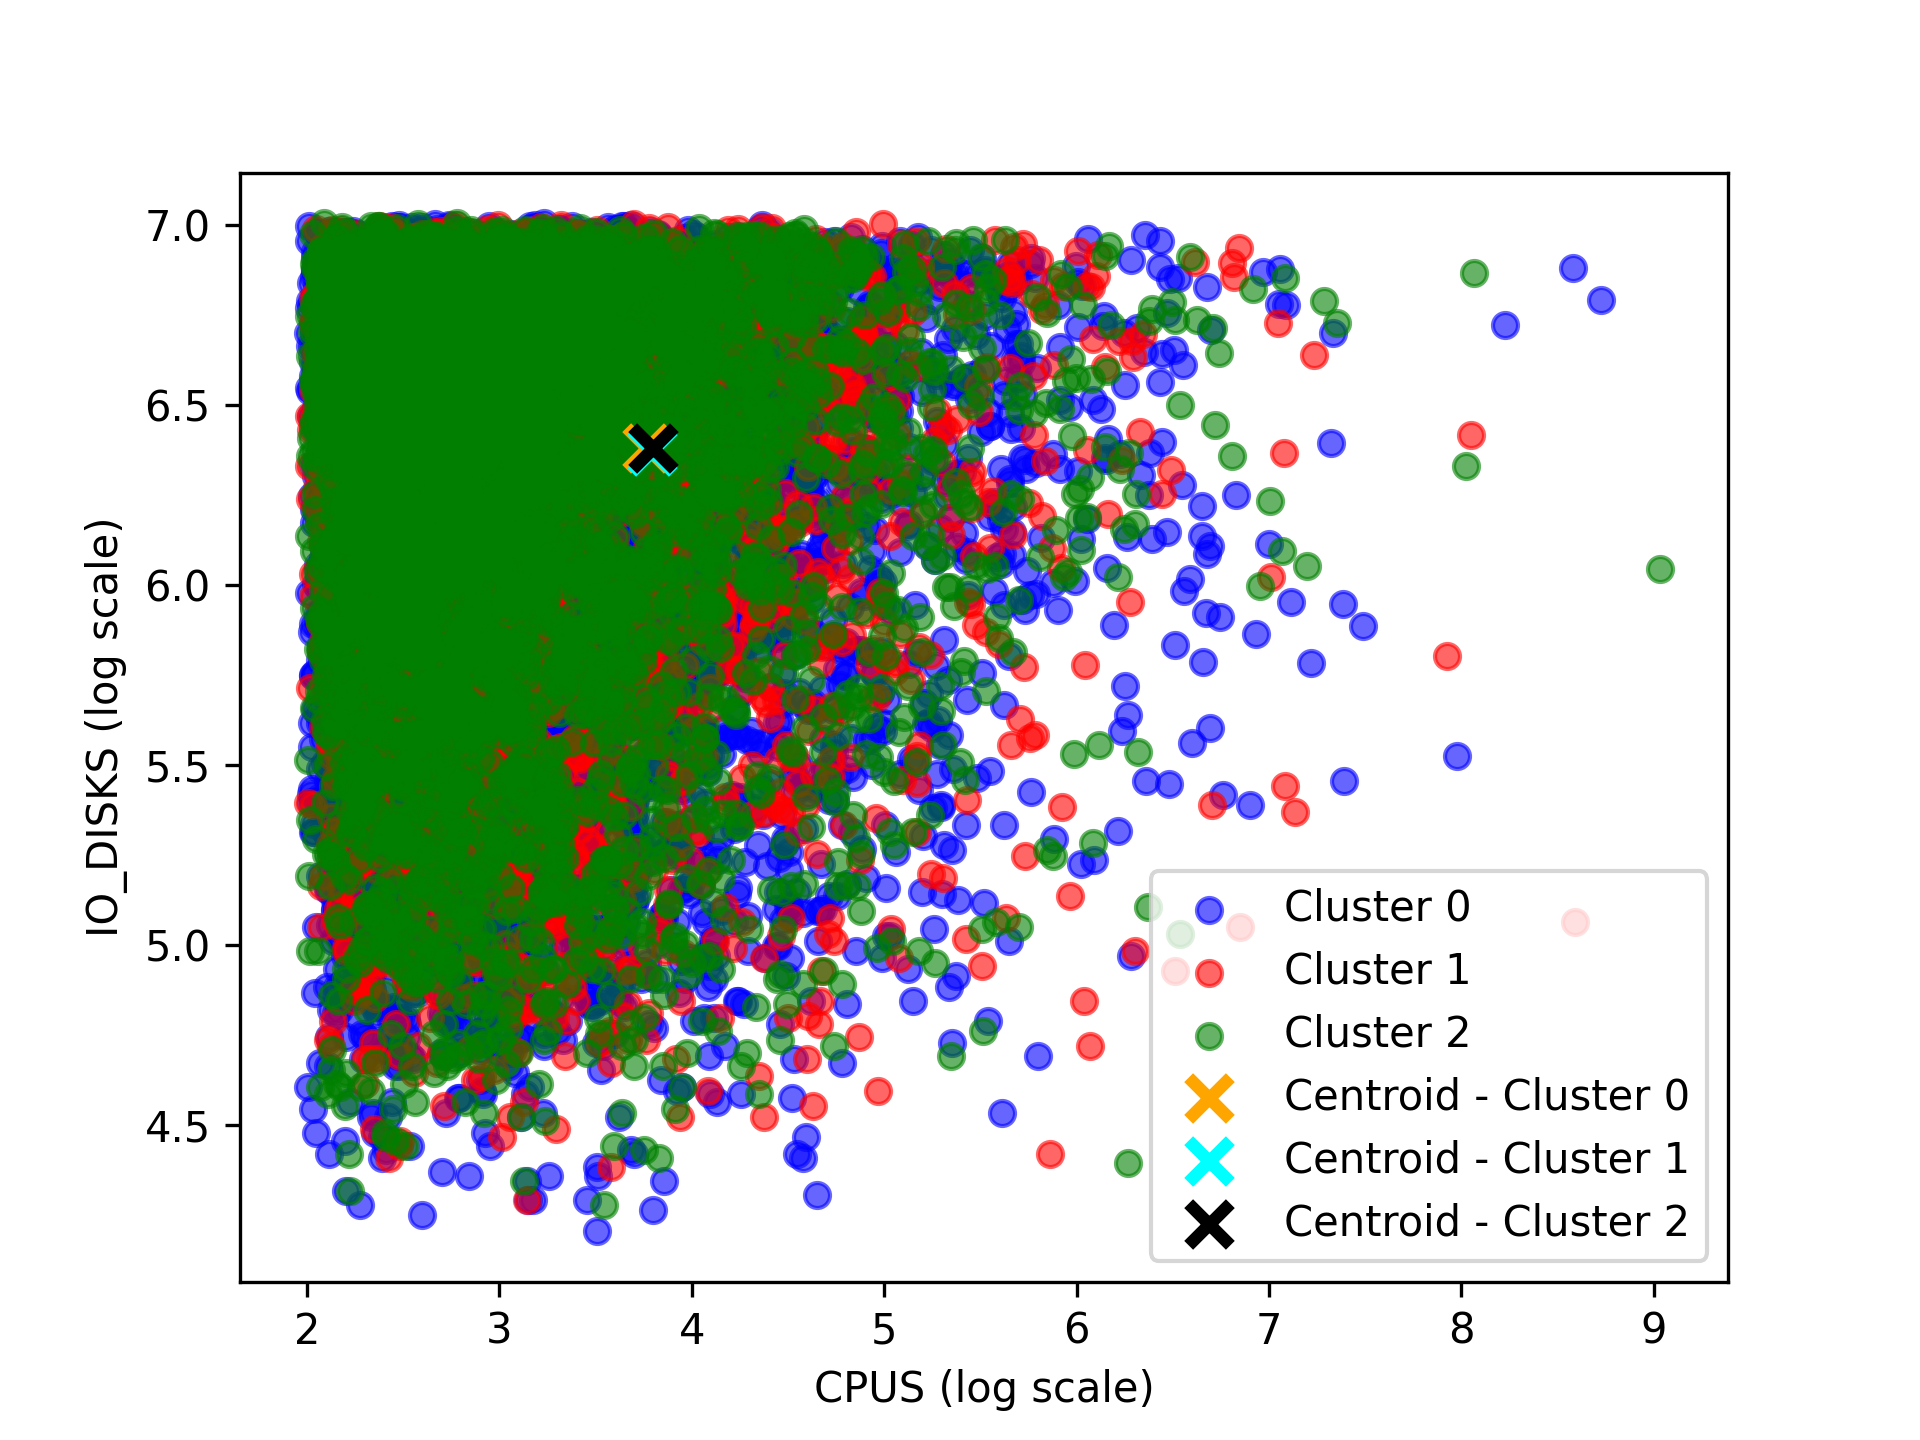 7.0
6.5
6.0
5.5
5.0
4.5
IO_DISKS (log scale)
2 3 4 5 6 7 8 9
CPUS (log scale)
Cluster 0
Cluster 1
Cluster 2
Centroid - Cluster 0
Centroid - Cluster 1
Centroid - Cluster 2